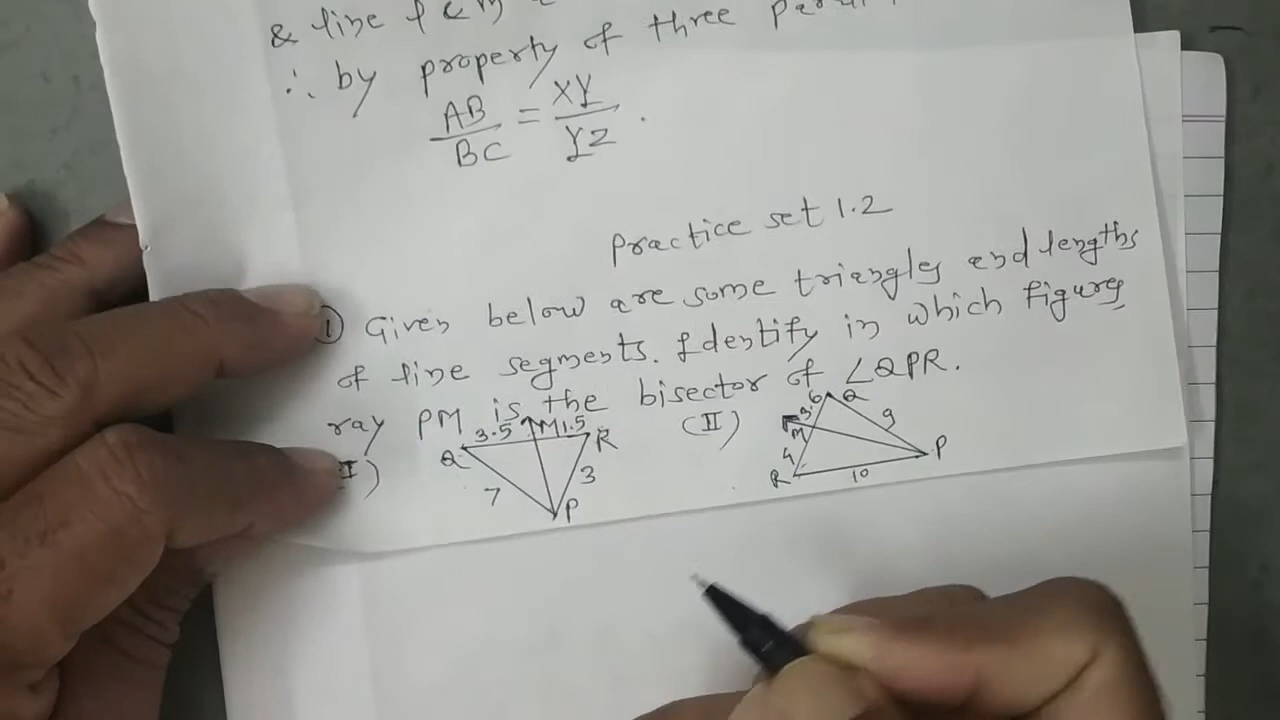 & line l & m
∴ by property of three
AB/BC = XY/YZ.
Practice set 1.2
① Given below are some triangles and lengths
of line segments. Identify in which figures
ray PM is the bisector of ∠QPR.
I)
Q 3.5 M 1.5 R
7 3
P
(II)
6 Q
3.6 9
M
4 P
R 10